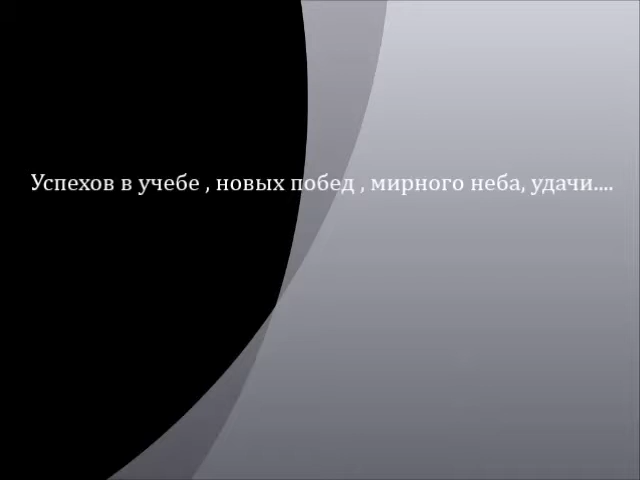 Успехов в учебе , новых побед , мирного неба, удачи....